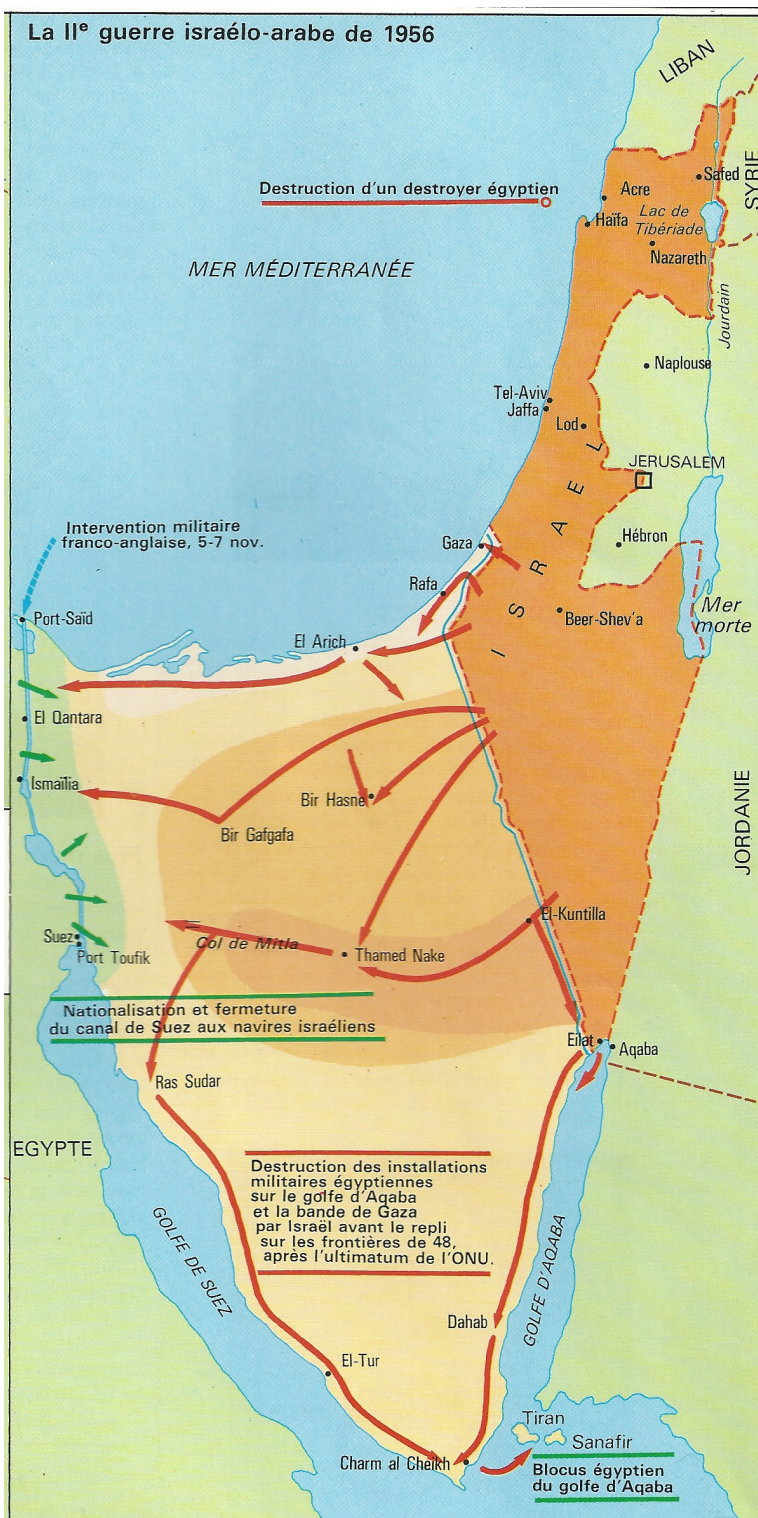 La IIe guerre israélo-arabe de 1956
LIBAN
SYRIE
Safed
Destruction d'un destroyer égyptien
Acre
Haïfa
Lac de
Tibériade
Nazareth
MER MÉDITERRANÉE
Jourdain
Naplouse
Tel-Aviv
Jaffa
Lod
JERUSALEM
ISRAEL
Intervention militaire
franco-anglaise, 5-7 nov.
Gaza
Hébron
Rafa
Port-Saïd
Beer-Shev'a
Mer
morte
El Arich
El Qantara
Ismaïlia
Bir Hasne
Bir Gafgafa
JORDANIE
El-Kuntilla
Suez
Port Toufik
Col de Mitla
Thamed Nake
Nationalisation et fermeture
du canal de Suez aux navires israéliens
Eilat
Aqaba
Ras Sudar
EGYPTE
Destruction des installations
militaires égyptiennes
sur le golfe d'Aqaba
et la bande de Gaza
par Israël avant le repli
sur les frontières de 48,
après l'ultimatum de l'ONU.
GOLFE DE SUEZ
GOLFE D'AQABA
Dahab
El-Tur
Tiran
Sanafir
Charm al Cheikh
Blocus égyptien
du golfe d'Aqaba